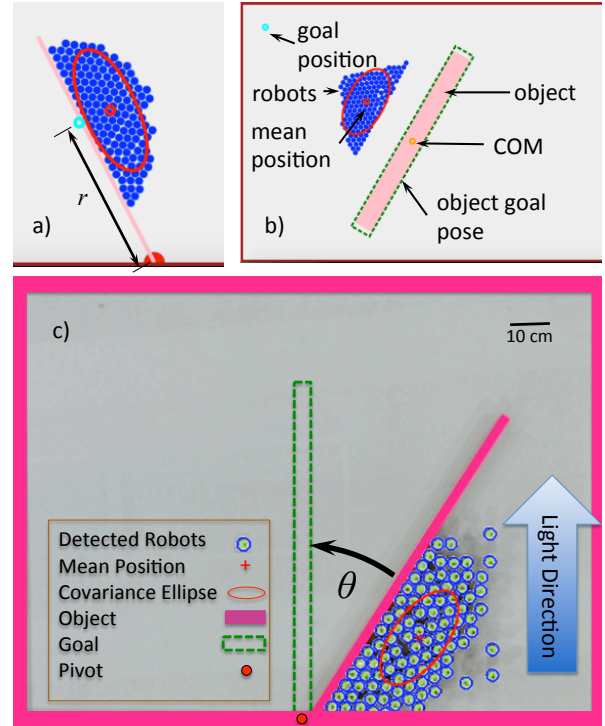 a)
r
b)
goal
position
robots
mean
position
object
COM
object goal
pose
c)
10 cm
θ
Light Direction
Detected Robots
Mean Position
Covariance Ellipse
Object
Goal
Pivot